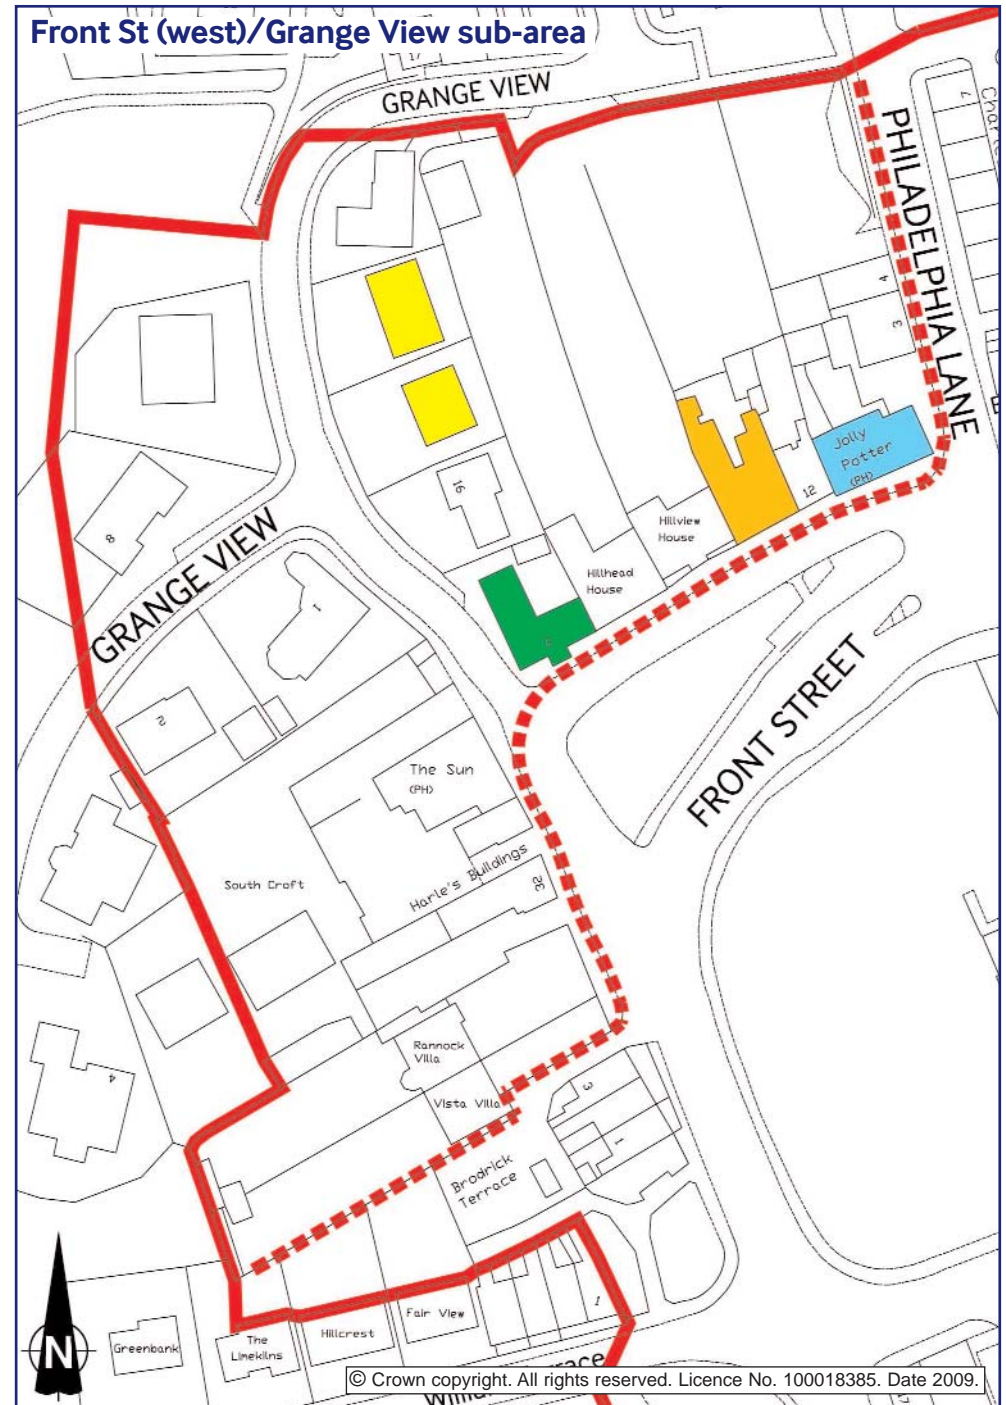 Front St (west)/Grange View sub-area
17
GRANGE VIEW
PHILADELPHIA LANE
4
3
Jolly
Potter
(PH)
12
16
Hillview
House
Hillhead
House
8
GRANGE VIEW
1
2
The Sun
(PH)
FRONT STREET
South Croft
Harle's Buildings
32
Rannock
Villa
Vista Villa
3
1
4
Brodrick
Terrace
Fair View
1
Hillcrest
The
Limekilns
Greenbank
N
© Crown copyright. All rights reserved. Licence No. 100018385. Date 2009.